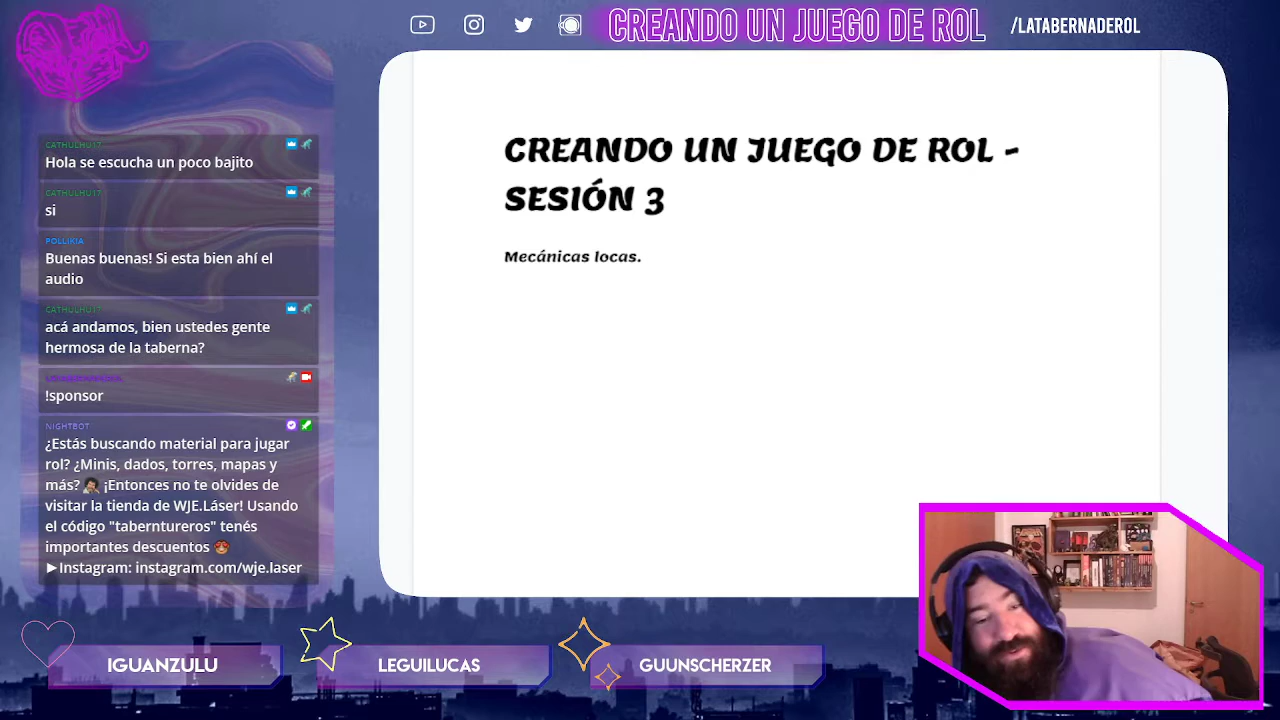 CREANDO UN JUEGO DE ROL
/LATABERNADEROL
CATHULHU17
Hola se escucha un poco bajito
CATHULHU17
si
POLLIKIA
Buenas buenas! Si esta bien ahí el
audio
CATHULHU17
acá andamos, bien ustedes gente
hermosa de la taberna?
!sponsor
NIGHTBOT
¿Estás buscando material para jugar
rol? ¿Minis, dados, torres, mapas y
más? ¡Entonces no te olvides de
visitar la tienda de WJE.Láser! Usando
el código "taberntureros" tenés
importantes descuentos
►Instagram: instagram.com/wje.laser
CREANDO UN JUEGO DE ROL -
SESIÓN 3
Mecánicas locas.
IGUANZULU
LEGUILUCAS
GUUNSCHERZER